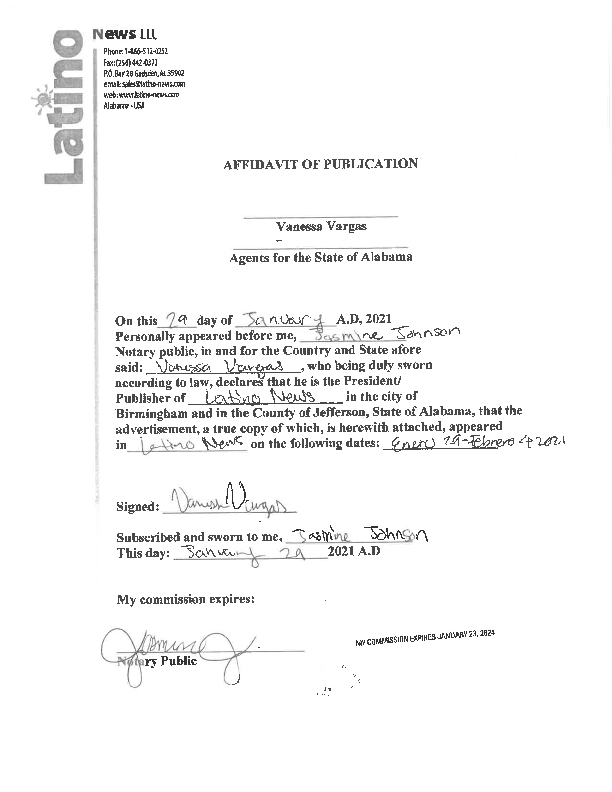 Latino
News LLC
Phone: 1-866-512-0252
Fax: (256) 442-0372
P.O. Box 28 Gadsden, AL 35902
email: sales@latino-news.com
web: www.latino-news.com
Alabama - USA
AFFIDAVIT OF PUBLICATION
Vanessa Vargas
Agents for the State of Alabama
On this 29 day of January A.D, 2021
Personally appeared before me, Jasmine Johnson
Notary public, in and for the Country and State afore
said: Vanessa Vargas , who being duly sworn
according to law, declares that he is the President/
Publisher of Latino News in the city of
Birmingham and in the County of Jefferson, State of Alabama, that the
advertisement, a true copy of which, is herewith attached, appeared
in Latino News on the following dates: Enero 29-Febrero 4 2021
Signed: Vanessa Vargas
Subscribed and sworn to me, Jasmine Johnson
This day: January 29 2021 A.D
My commission expires:
MY COMMISSION EXPIRES JANUARY 23, 2024
Notary Public